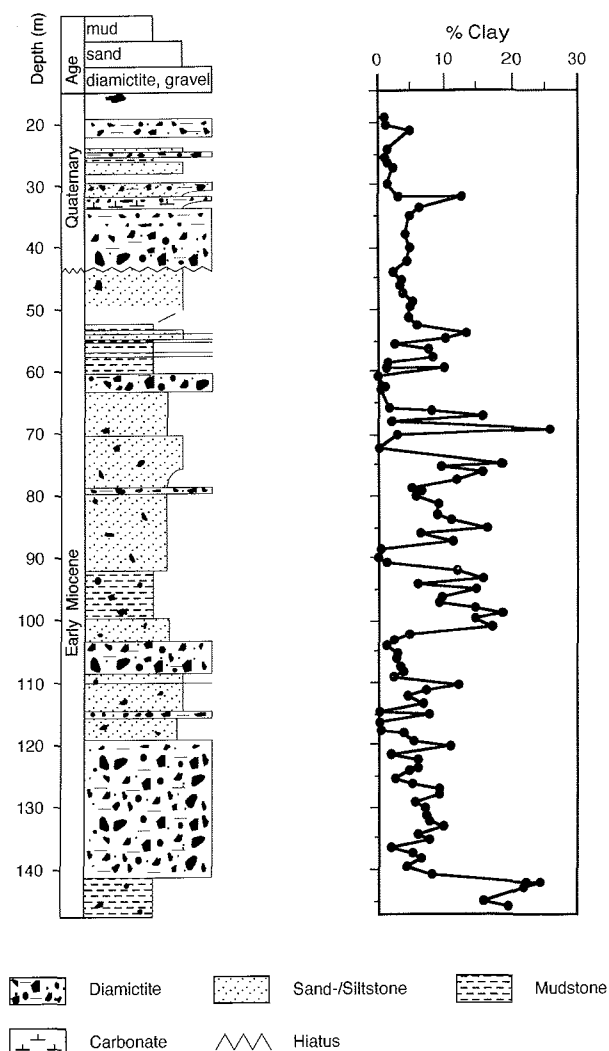 Depth (m)
Age
mud
sand
diamictite, gravel
% Clay
0
10
20
30
20
30
40
50
60
70
80
90
100
110
120
130
140
Quaternary
Early Miocene
Diamictite
Sand-/Siltstone
Mudstone
Carbonate
Hiatus